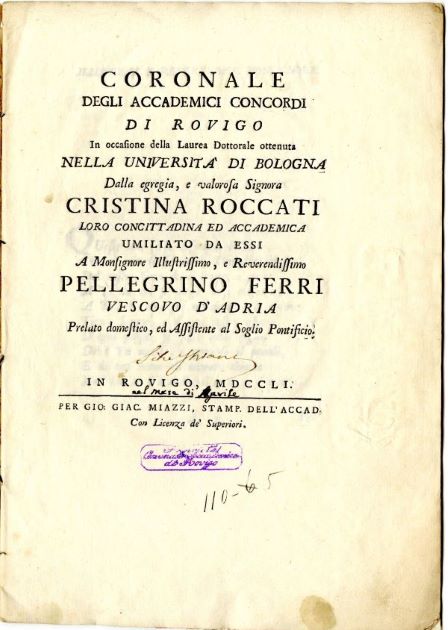 CORONALE
DEGLI ACCADEMICI CONCORDI
DI ROVIGO
In occasione della Laurea Dottorale ottenuta
NELLA UNIVERSITA' DI BOLOGNA
Dalla egregia, e valorosa Signora
CRISTINA ROCCATI
LORO CONCITTADINA ED ACCADEMICA
UMILIATO DA ESSI
A Monsignore Illustrissimo, e Reverendissimo
PELLEGRINO FERRI
VESCOVO D'ADRIA
Prelato domestico, ed Assistente al Soglio Pontificio.
IN ROVIGO, MDCCLI.
nel mese di Aprile
PER GIO: GIAC. MIAZZI, STAMP. DELL'ACCAD.
Con Licenza de' Superiori.
de Rovigo
110-65